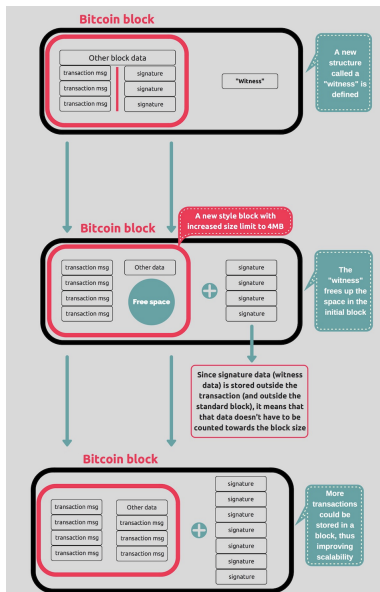 Bitcoin block
Other block data
transaction msg
signature
transaction msg
signature
transaction msg
signature
"Witness"
A new
structure
called a
"witness" is
defined
Bitcoin block
A new style block with
increased size limit to 4MB
transaction msg
Other data
transaction msg
transaction msg
transaction msg
Free space
signature
signature
signature
signature
The
"witness"
frees up the
space in the
initial block
Since signature data (witness
data) is stored outside the
transaction (and outside the
standard block), it means that
that data doesn't have to be
counted towards the block size
Bitcoin block
transaction msg
Other data
transaction msg
transaction msg
transaction msg
transaction msg
transaction msg
transaction msg
signature
signature
signature
signature
signature
signature
signature
More
transactions
could be
stored in a
block, thus
improving
scalability